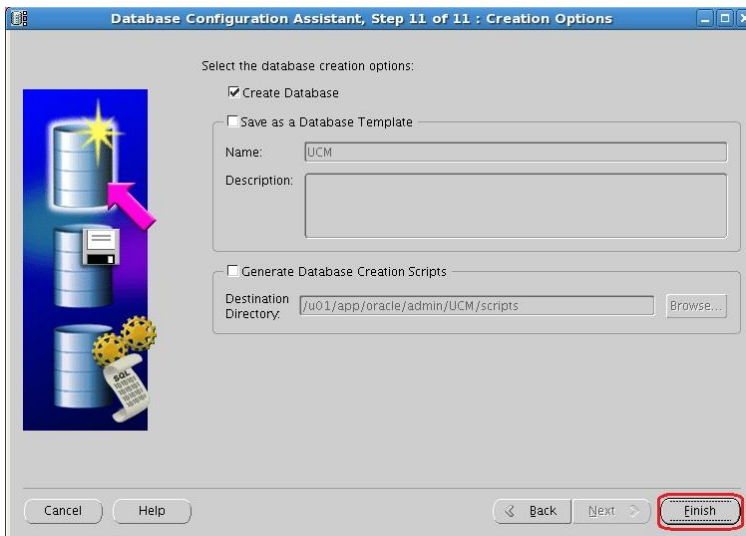 Database Configuration Assistant, Step 11 of 11 : Creation Options
Select the database creation options:
Create Database
Save as a Database Template
Name: UCM
Description:
Generate Database Creation Scripts
Destination
Directory: /u01/app/oracle/admin/UCM/scripts Browse...
SQL
Cancel Help Back Next Finish